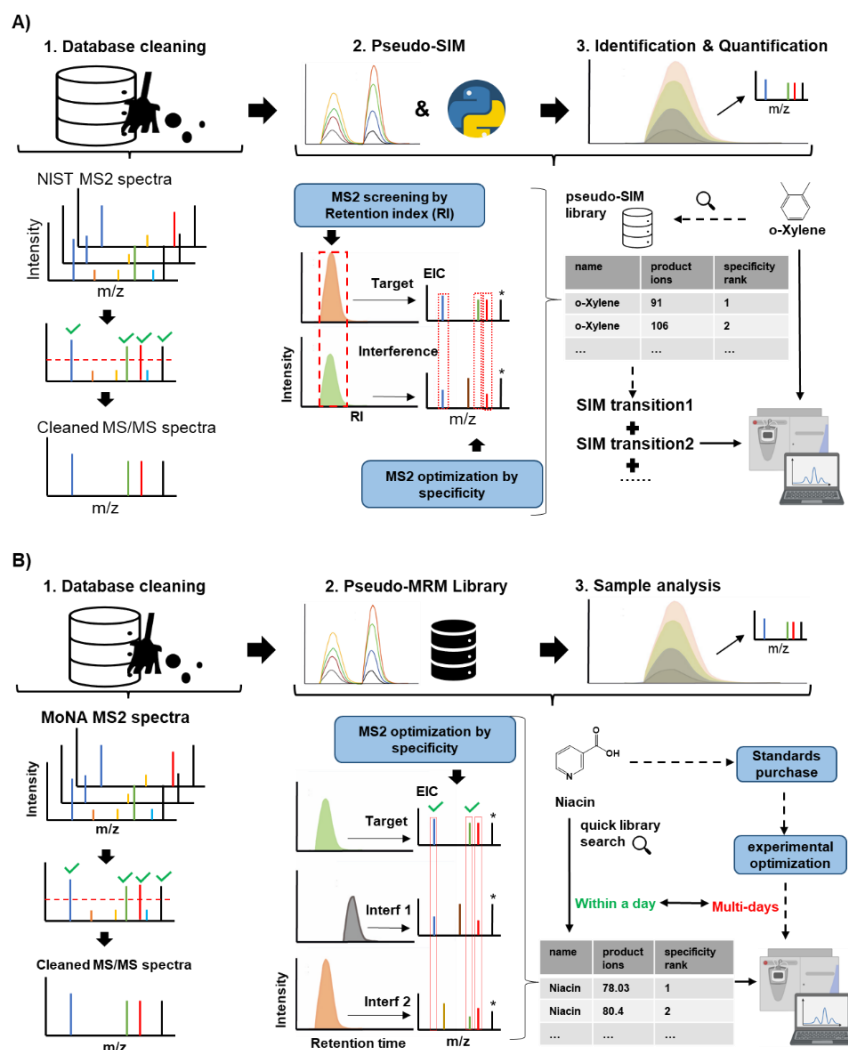 A)
1. Database cleaning
2. Pseudo-SIM
3. Identification & Quantification
&
m/z
NIST MS2 spectra
Intensity
m/z
Cleaned MS/MS spectra
m/z
MS2 screening by
Retention index (RI)
Target
EIC
*
Interference
*
Intensity
RI
m/z
MS2 optimization by
specificity
pseudo-SIM
library
o-Xylene
name
product
ions
specificity
rank
o-Xylene
91
1
o-Xylene
106
2
...
...
...
SIM transition1
+
SIM transition2
+
......
B)
1. Database cleaning
2. Pseudo-MRM Library
3. Sample analysis
m/z
MoNA MS2 spectra
Intensity
m/z
Cleaned MS/MS spectra
m/z
MS2 optimization by
specificity
EIC
Target
*
Interf 1
*
Interf 2
*
Intensity
Retention time
m/z
O
OH
N
Niacin
Standards
purchase
quick library
search
experimental
optimization
Within a day
Multi-days
name
product
ions
specificity
rank
Niacin
78.03
1
Niacin
80.4
2
...
...
...